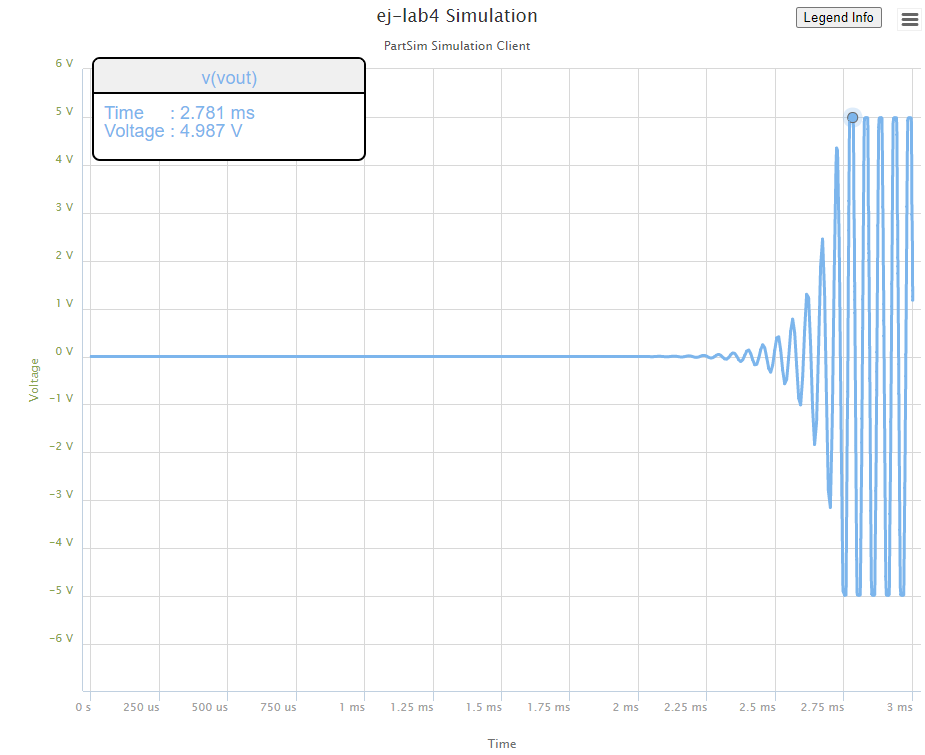 ej-lab4 Simulation
Legend Info
PartSim Simulation Client
v(vout)
Time : 2.781 ms
Voltage : 4.987 V
6 V
5 V
4 V
3 V
2 V
1 V
0 V
-1 V
-2 V
-3 V
-4 V
-5 V
-6 V
Voltage
0 s 250 us 500 us 750 us 1 ms 1.25 ms 1.5 ms 1.75 ms 2 ms 2.25 ms 2.5 ms 2.75 ms 3 ms
Time